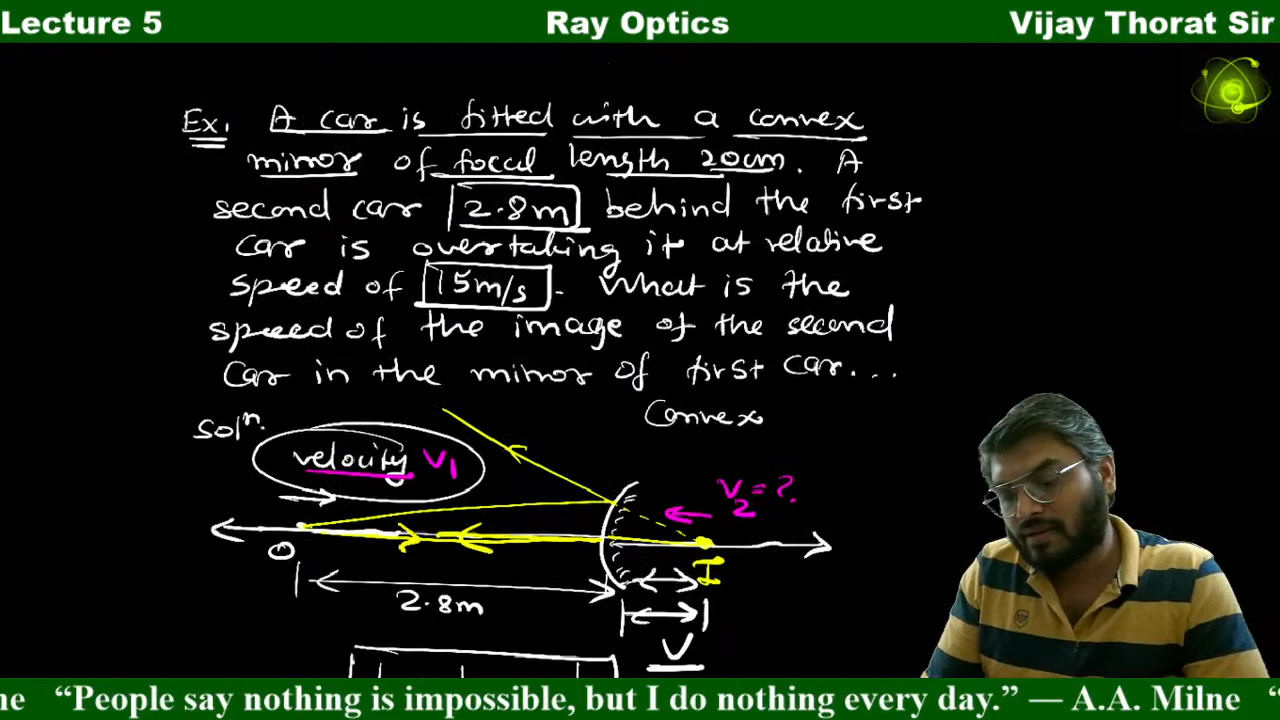 Lecture 5
Ray Optics
Vijay Thorat Sir
Ex. A car is fitted with a convex
mirror of focal length 20cm. A
second car 2.8m behind the first
car is overtaking it at relative
speed of 15m/s. What is the
speed of the image of the second
car in the mirror of first car...
Convex
Solⁿ.
velocity V₁
V₂ = ?
O
I
2.8m
V
ne “People say nothing is impossible, but I do nothing every day.” — A.A. Milne “